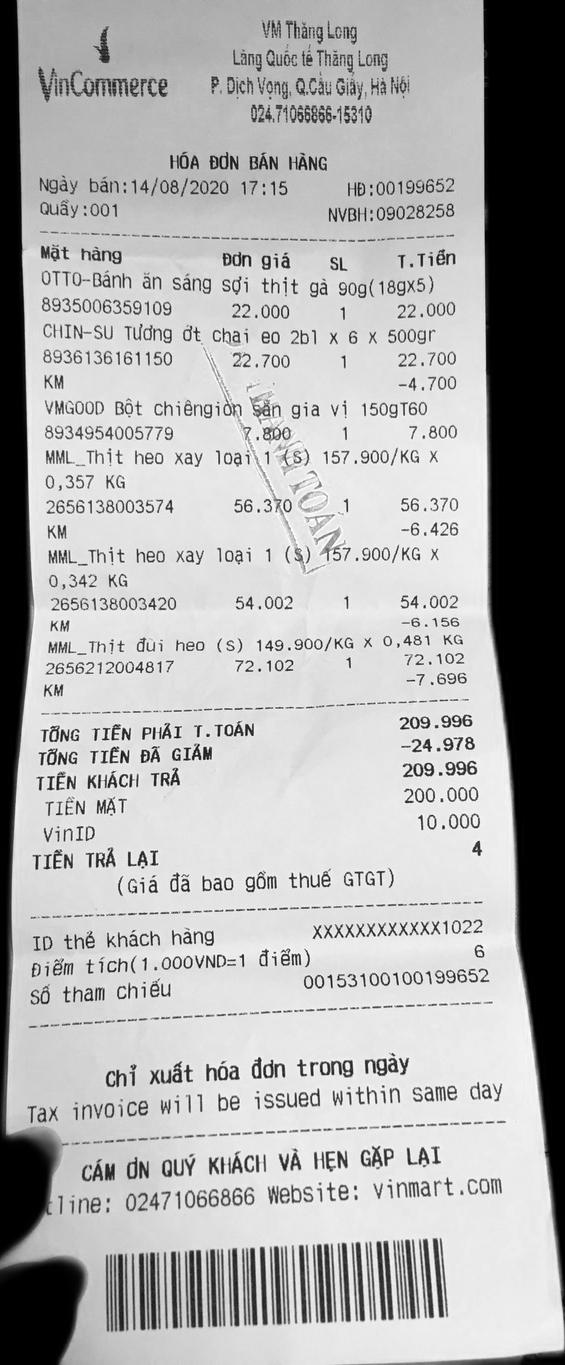 VinCommerce
VM Thăng Long
Làng Quốc tế Thăng Long
P. Dịch Vọng, Q.Cầu Giấy, Hà Nội
024.71066866-15310
HÓA ĐƠN BÁN HÀNG
Ngày bán:14/08/2020 17:15 HĐ:00199652
Quầy:001 NVBH:09028258
Mặt hàng Đơn giá SL T.Tiền
OTTO-Bánh ăn sáng sợi thịt gà 90g(18gX5)
8935006359109 22.000 1 22.000
CHIN-SU Tương ớt chai eo 2bl x 6 x 500gr
8936136161150 22.700 1 22.700
KM -4.700
VMGOOD Bột chiêngiòn sẵn gia vị 150gT60
8934954005779 7.800 1 7.800
MML_Thịt heo xay loại 1 (S) 157.900/KG X
0,357 KG
2656138003574 56.370 1 56.370
KM -6.426
MML_Thịt heo xay loại 1 (S) 157.900/KG X
0,342 KG
2656138003420 54.002 1 54.002
KM -6.156
MML_Thịt đùi heo (S) 149.900/KG X 0,481 KG
2656212004817 72.102 1 72.102
KM -7.696
TỔNG TIỀN PHẢI T.TOÁN 209.996
TỔNG TIỀN ĐÃ GIẢM -24.978
TIỀN KHÁCH TRẢ 209.996
TIỀN MẶT 200.000
VinID 10.000
TIỀN TRẢ LẠI 4
(Giá đã bao gồm thuế GTGT)
ID thẻ khách hàng XXXXXXXXXXXX1022
Điểm tích(1.000VND=1 điểm) 6
Số tham chiếu 00153100100199652
Chỉ xuất hóa đơn trong ngày
Tax invoice will be issued within same day
CÁM ƠN QUÝ KHÁCH VÀ HẸN GẶP LẠI
tline: 02471066866 Website: vinmart.com